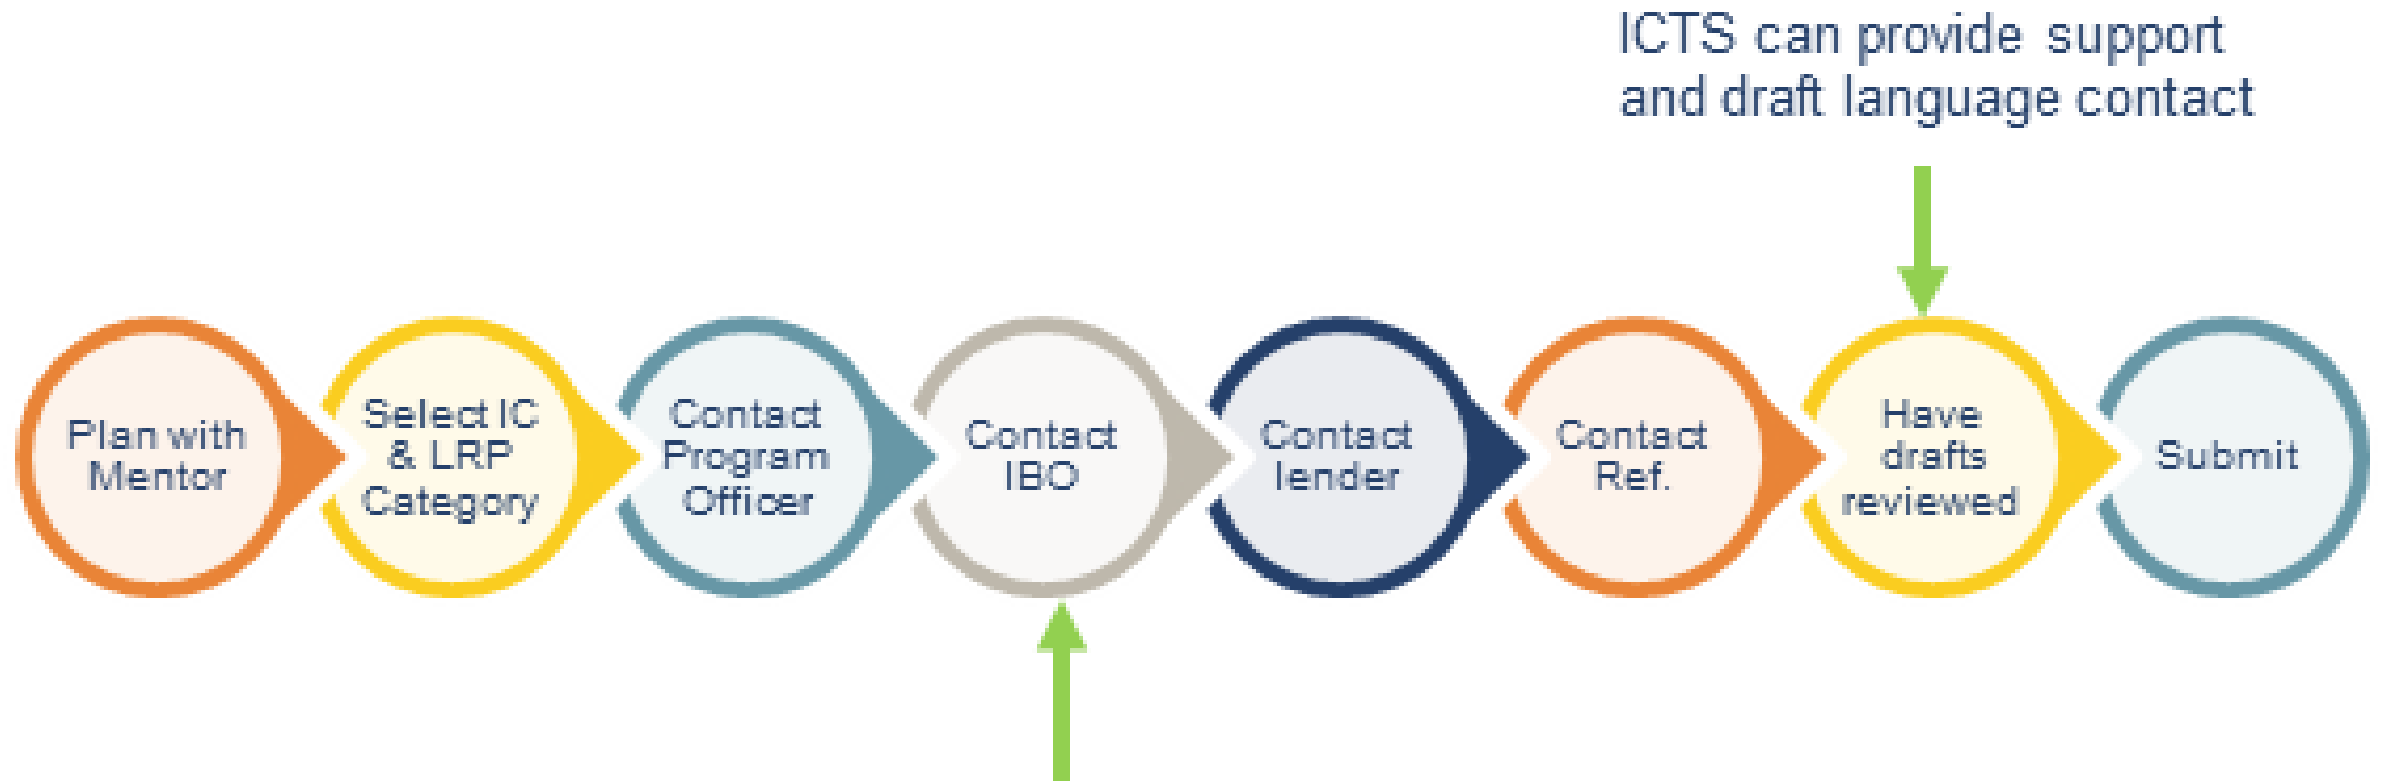 ICTS can provide support
and draft language contact
Plan with
Mentor
Select IC
& LRP
Category
Contact
Program
Officer
Contact
IBO
Contact
lender
Contact
Ref.
Have
drafts
reviewed
Submit